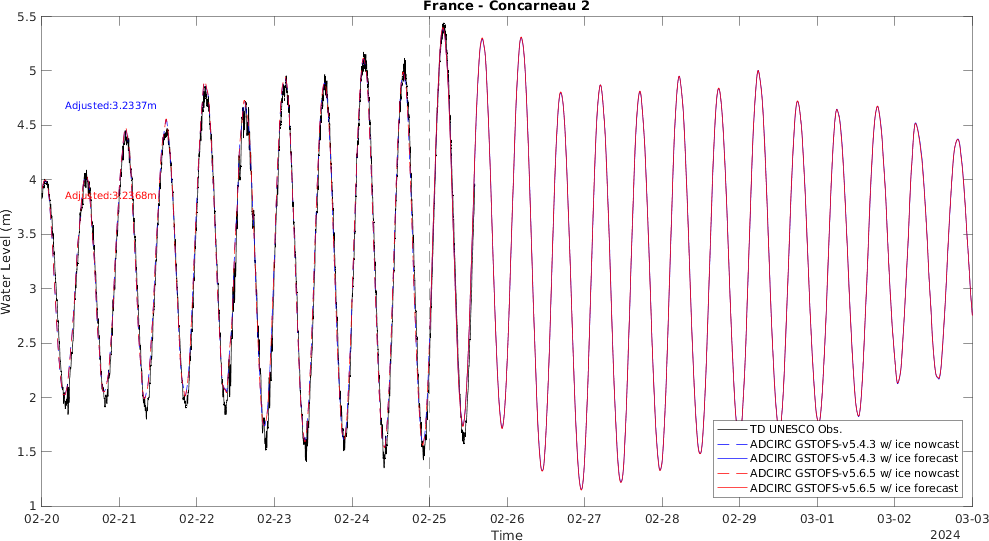 France - Concarneau 2
5.5
5
4.5
4
3.5
3
2.5
2
1.5
1
Water Level (m)
Adjusted:3.2337m
Adjusted:3.2368m
TD UNESCO Obs.
ADCIRC GSTOFS-v5.4.3 w/ ice nowcast
ADCIRC GSTOFS-v5.4.3 w/ ice forecast
ADCIRC GSTOFS-v5.6.5 w/ ice nowcast
ADCIRC GSTOFS-v5.6.5 w/ ice forecast
02-20 02-21 02-22 02-23 02-24 02-25 02-26 02-27 02-28 02-29 03-01 03-02 03-03
Time
2024